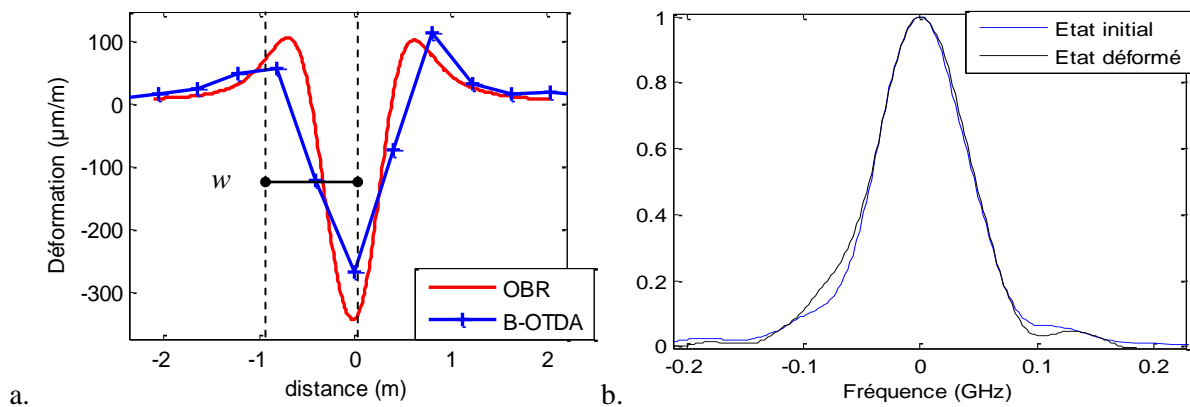 100
0
-100
-200
-300
Déformation (µm/m)
w
OBR
B-OTDA
-2
-1
0
1
2
distance (m)
a.
1
0.8
0.6
0.4
0.2
0
Etat initial
Etat déformé
-0.2
-0.1
0
0.1
0.2
Fréquence (GHz)
b.